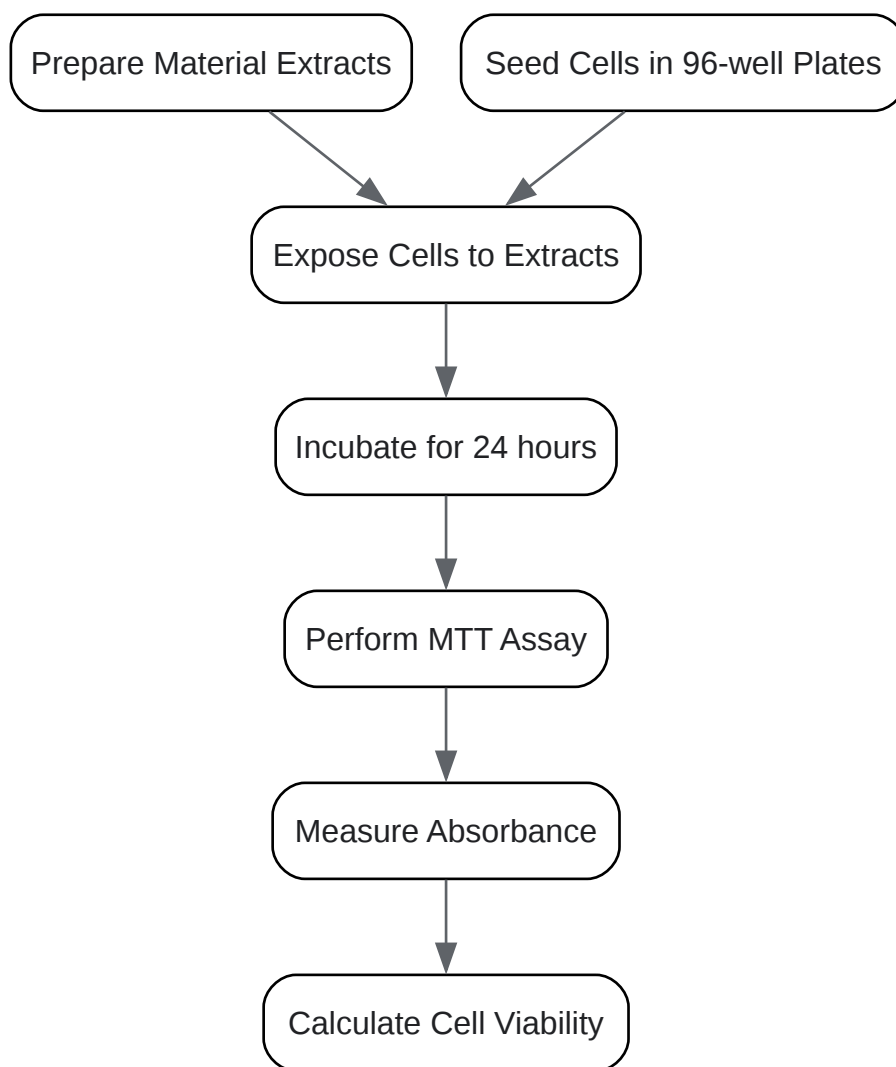 Prepare Material Extracts
Seed Cells in 96-well Plates
Expose Cells to Extracts
Incubate for 24 hours
Perform MTT Assay
Measure Absorbance
Calculate Cell Viability